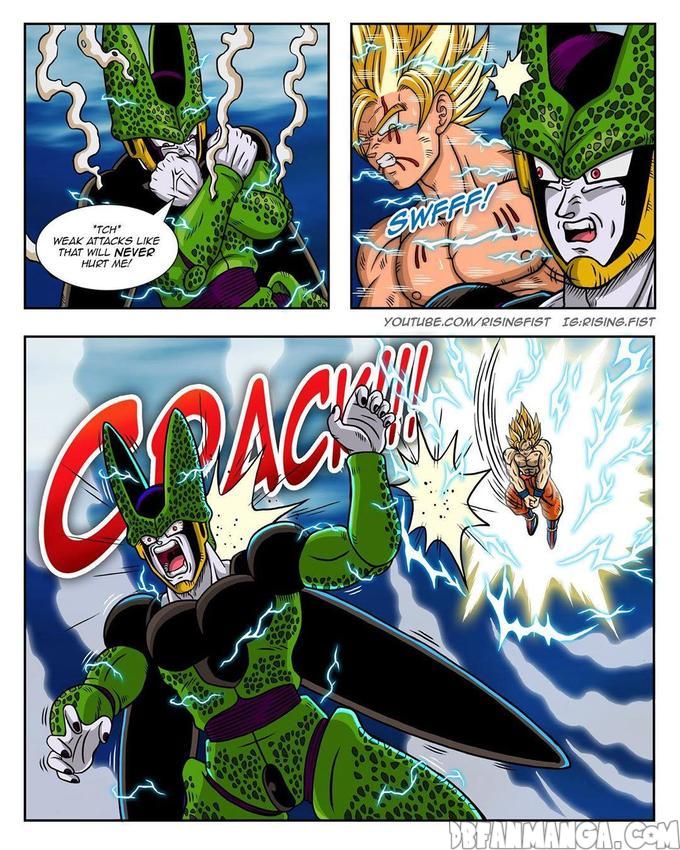 *TCH*
WEAK ATTACKS LIKE
THAT WILL NEVER
HURT ME!
SWFFF!
YOUTUBE.COM/RISINGFIST IG:RISING.FIST
CRACK!!!
DBFANMANGA.COM